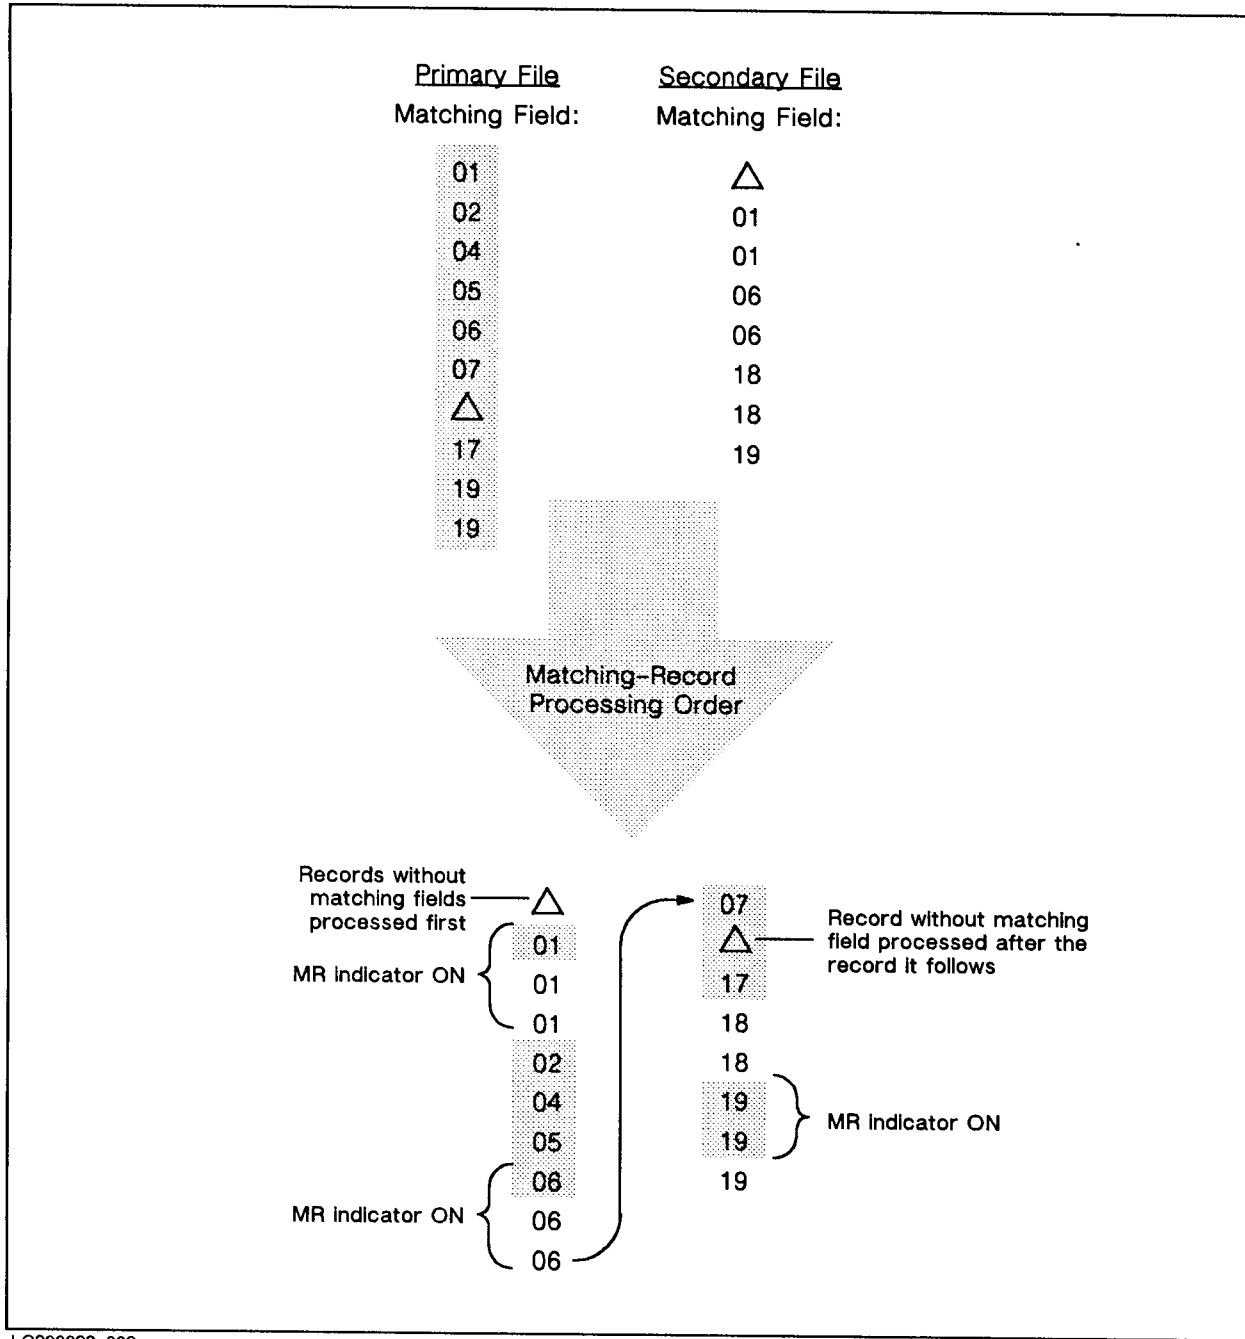 Primary File
Matching Field:
01
02
04
05
06
07
△
17
19
19
Secondary File
Matching Field:
△
01
01
06
06
18
18
19
Matching-Record
Processing Order
Records without
matching fields
processed first
△
01
MR indicator ON
01
01
02
04
05
06
MR indicator ON
06
06
07
△
Record without matching
field processed after the
record it follows
17
18
18
19
MR indicator ON
19
19